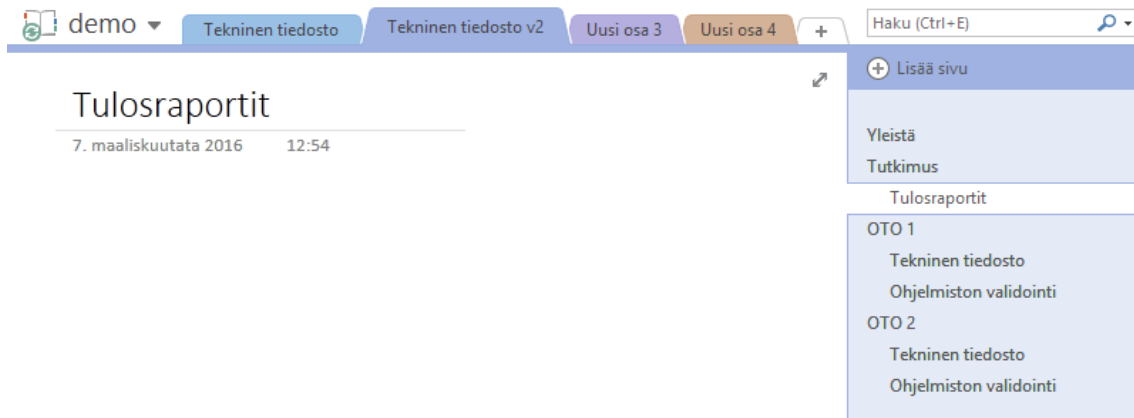 demo
Tekninen tiedosto
Tekninen tiedosto v2
Uusi osa 3
Uusi osa 4
+
Haku (Ctrl+E)
Lisää sivu
Tulosraportit
7. maaliskuutata 2016 12:54
Yleistä
Tutkimus
Tulosraportit
OTO 1
Tekninen tiedosto
Ohjelmiston validointi
OTO 2
Tekninen tiedosto
Ohjelmiston validointi